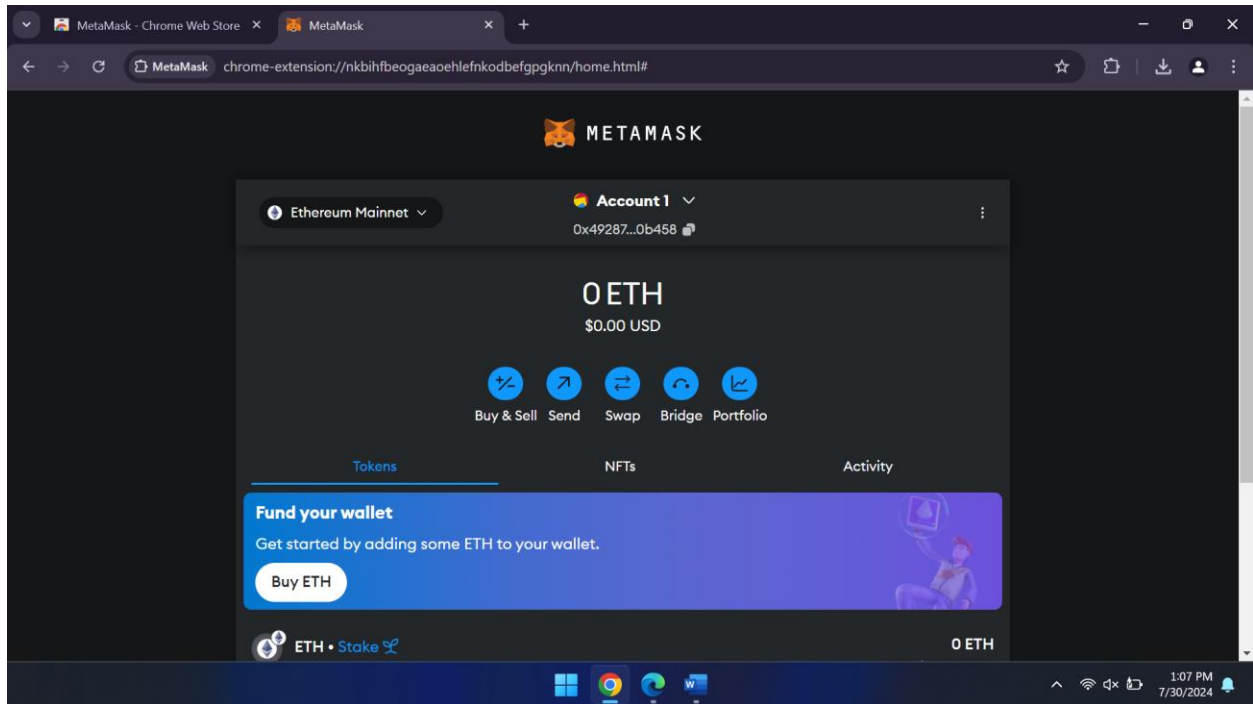 MetaMask - Chrome Web Store
MetaMask
MetaMask chrome-extension://nkbihfbeogaeaoehlefnkodbefgpgknn/home.html#
METAMASK
Ethereum Mainnet
Account 1
0x49287...0b458
0 ETH
$0.00 USD
+/-
Buy & Sell Send Swap Bridge Portfolio
Tokens NFTs Activity
Fund your wallet
Get started by adding some ETH to your wallet.
Buy ETH
ETH • Stake 0 ETH
W
1:07 PM
7/30/2024